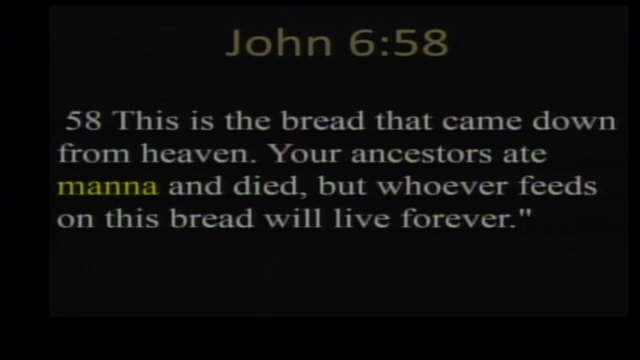 John 6:58
58 This is the bread that came down
from heaven. Your ancestors ate
manna and died, but whoever feeds
on this bread will live forever."